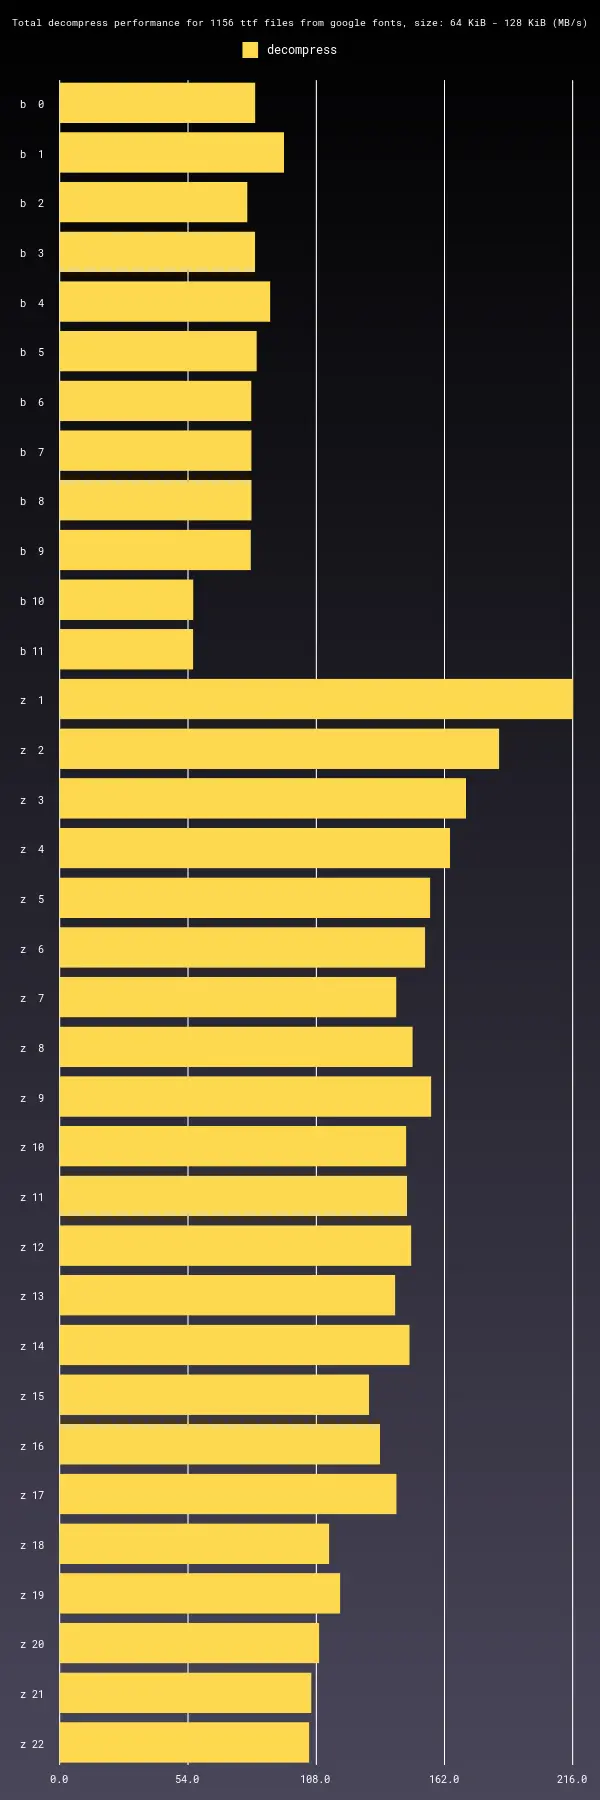 Total decompress performance for 1156 ttf files from google fonts, size: 64 KiB - 128 KiB (MB/s)
decompress
b 0
b 1
b 2
b 3
b 4
b 5
b 6
b 7
b 8
b 9
b 10
b 11
z 1
z 2
z 3
z 4
z 5
z 6
z 7
z 8
z 9
z 10
z 11
z 12
z 13
z 14
z 15
z 16
z 17
z 18
z 19
z 20
z 21
z 22
0.0 54.0 108.0 162.0 216.0